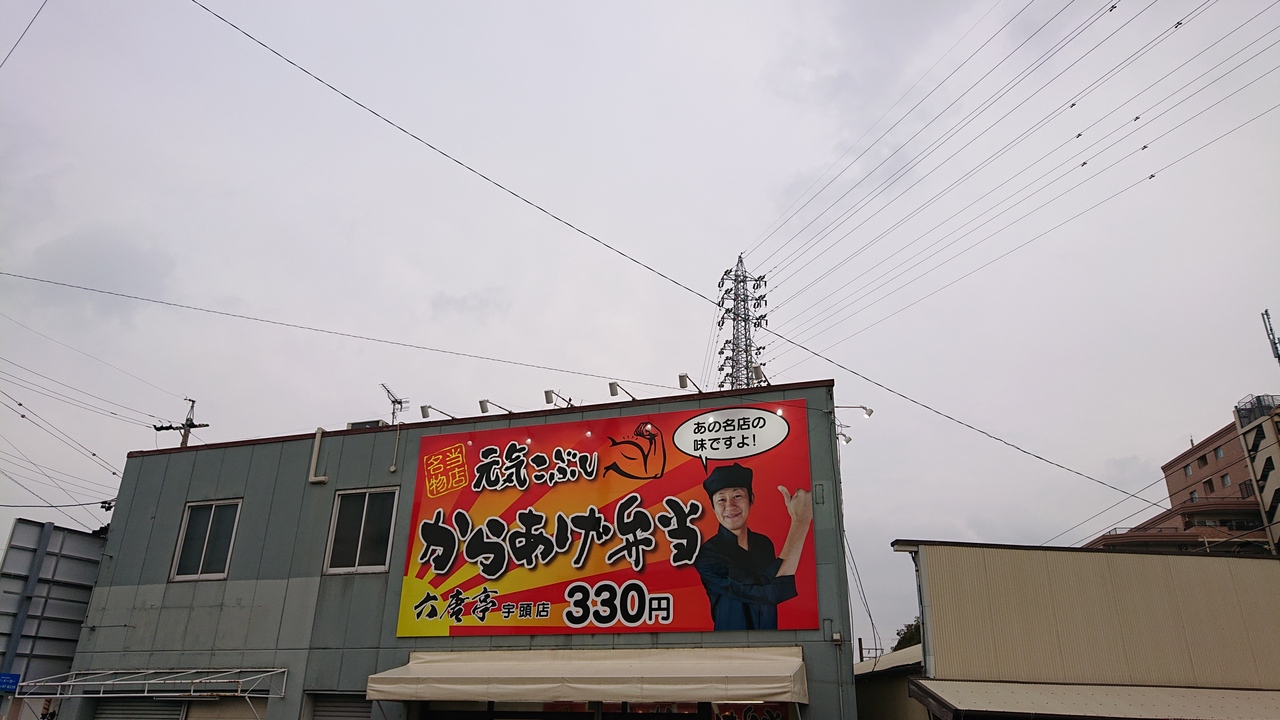 当店
名物
元気こぶし
あの名店の
味ですよ!
からあげ弁当
六唐亭 宇頭店 330円